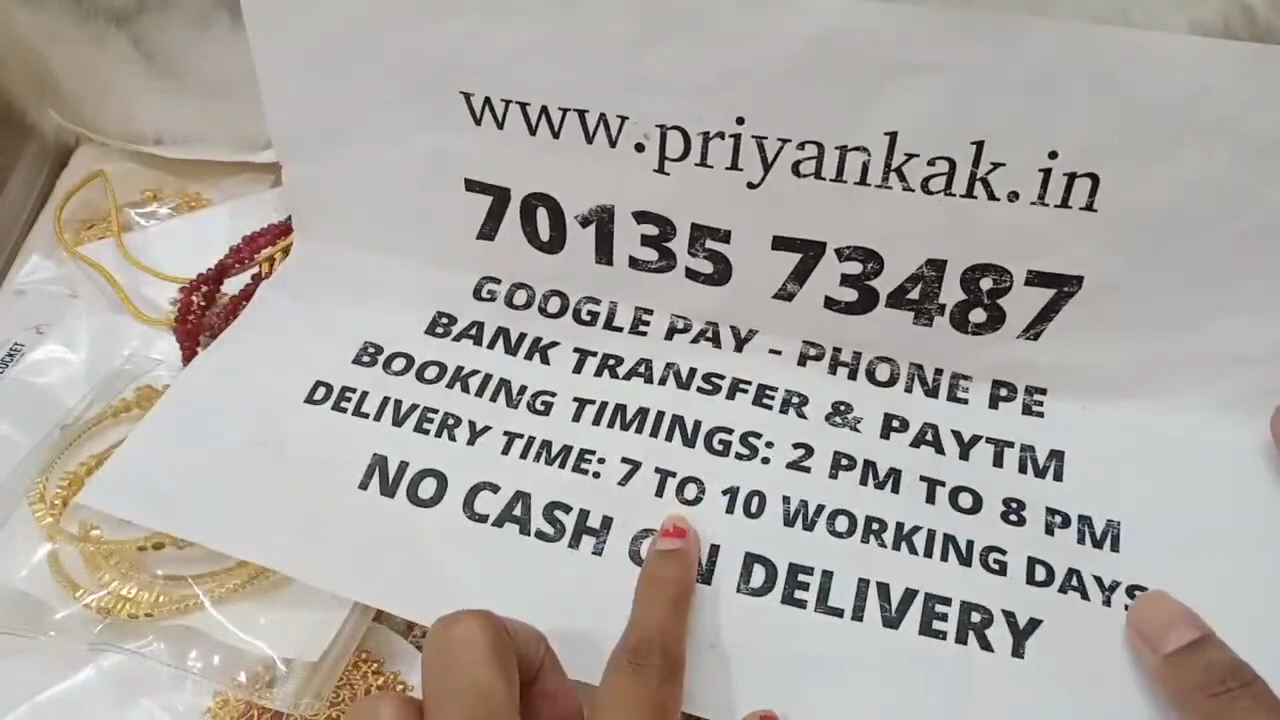 www.priyankak.in
70135 73487
GOOGLE PAY - PHONE PE
BANK TRANSFER & PAYTM
BOOKING TIMINGS: 2 PM TO 8 PM
DELIVERY TIME: 7 TO 10 WORKING DAYS
NO CASH ON DELIVERY